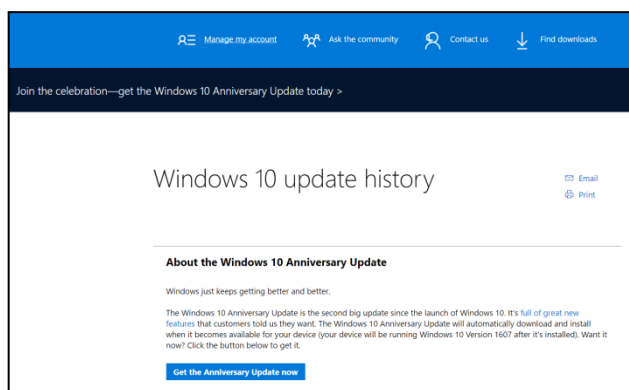 Manage my account Ask the community Contact us Find downloads
Join the celebration—get the Windows 10 Anniversary Update today >
Windows 10 update history
Email
Print
About the Windows 10 Anniversary Update
Windows just keeps getting better and better.
The Windows 10 Anniversary Update is the second big update since the launch of Windows 10. It's full of great new
features that customers told us they want. The Windows 10 Anniversary Update will automatically download and install
when it becomes available for your device (your device will be running Windows 10 Version 1607 after it's installed). Want it
now? Click the button below to get it.
Get the Anniversary Update now